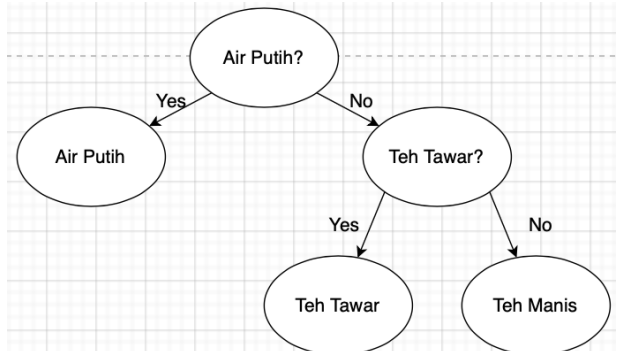 Air Putih?
Yes
No
Air Putih
Teh Tawar?
Yes
No
Teh Tawar
Teh Manis